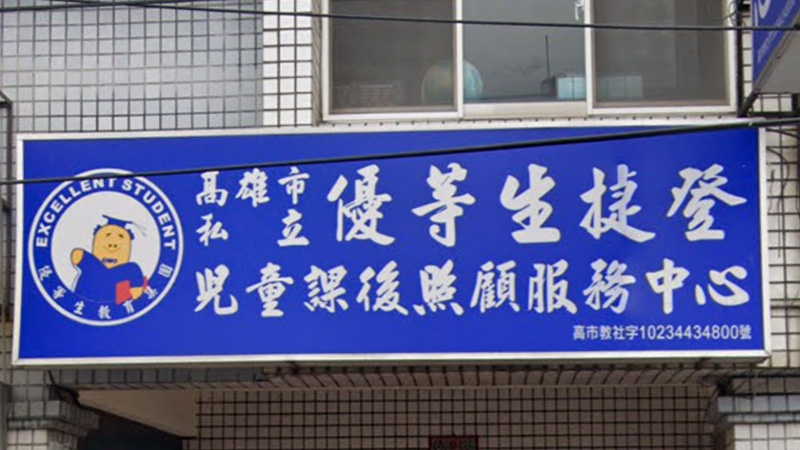 EXCELLENT STUDENT
優等生教育集團
高雄市
私立
優等生捷登
兒童課後照顧服務中心
高市教社字10234434800號